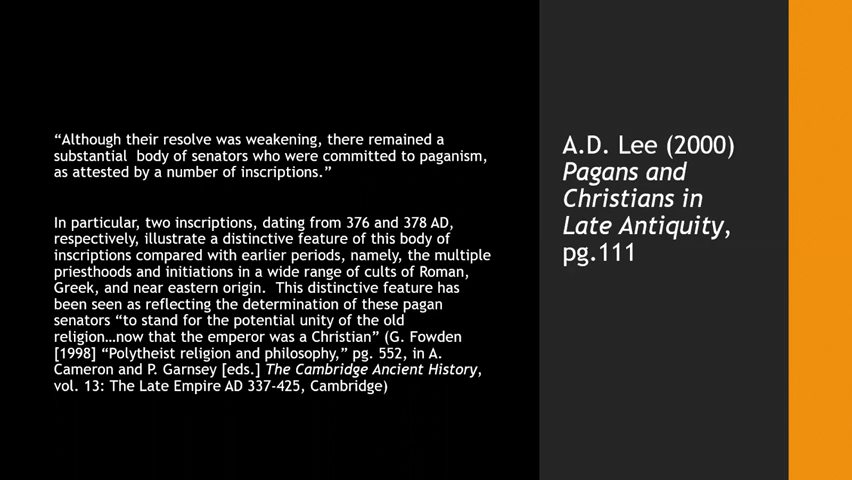 “Although their resolve was weakening, there remained a
substantial body of senators who were committed to paganism,
as attested by a number of inscriptions.”
In particular, two inscriptions, dating from 376 and 378 AD,
respectively, illustrate a distinctive feature of this body of
inscriptions compared with earlier periods, namely, the multiple
priesthoods and initiations in a wide range of cults of Roman,
Greek, and near eastern origin. This distinctive feature has
been seen as reflecting the determination of these pagan
senators “to stand for the potential unity of the old
religion…now that the emperor was a Christian” (G. Fowden
[1998] “Polytheist religion and philosophy,” pg. 552, in A.
Cameron and P. Garnsey [eds.] The Cambridge Ancient History,
vol. 13: The Late Empire AD 337-425, Cambridge)
A.D. Lee (2000)
Pagans and
Christians in
Late Antiquity,
pg.111